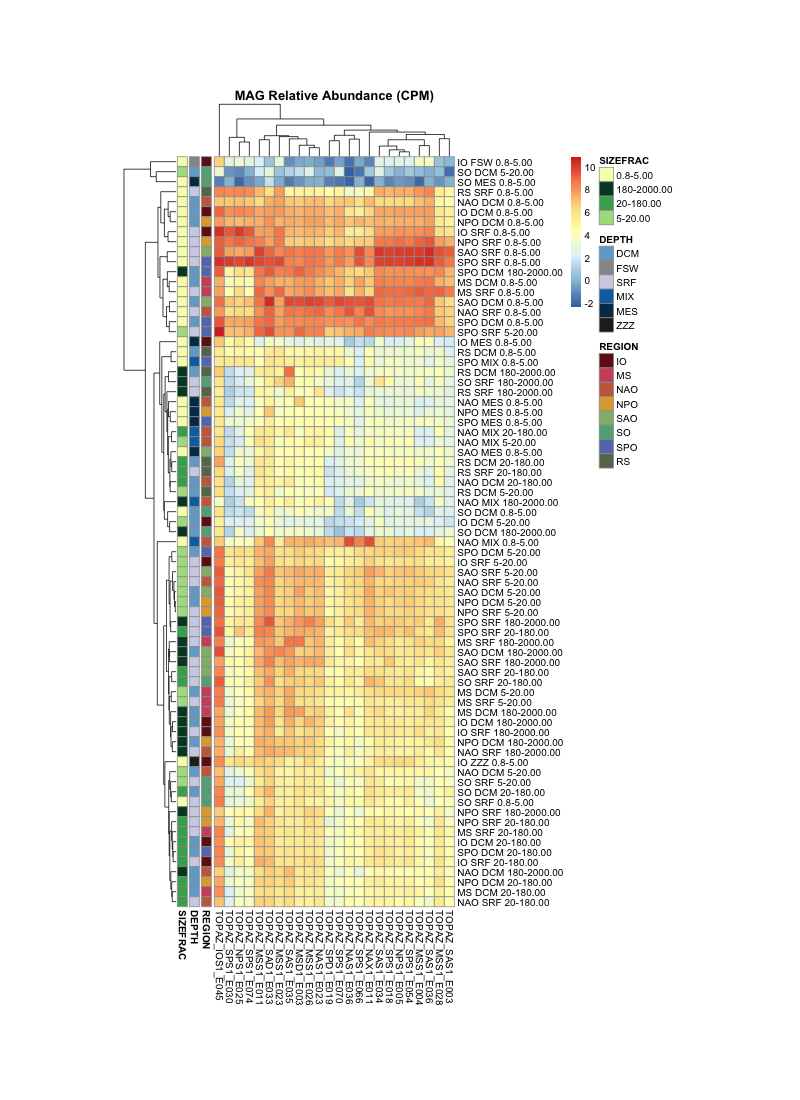 MAG Relative Abundance (CPM)
IO FSW 0.8-5.00
SO DCM 5-20.00
SO MES 0.8-5.00
RS SRF 0.8-5.00
NAO DCM 0.8-5.00
IO DCM 0.8-5.00
NPO DCM 0.8-5.00
IO SRF 0.8-5.00
NPO SRF 0.8-5.00
SAO SRF 0.8-5.00
SPO SRF 0.8-5.00
SPO DCM 180-2000.00
MS DCM 0.8-5.00
MS SRF 0.8-5.00
SAO DCM 0.8-5.00
NAO SRF 0.8-5.00
SPO DCM 0.8-5.00
SPO SRF 5-20.00
IO MES 0.8-5.00
RS DCM 0.8-5.00
SPO MIX 0.8-5.00
RS DCM 180-2000.00
SO SRF 180-2000.00
RS SRF 180-2000.00
NAO MES 0.8-5.00
NPO MES 0.8-5.00
SPO MES 0.8-5.00
NAO MIX 20-180.00
NAO MIX 5-20.00
SAO MES 0.8-5.00
RS DCM 20-180.00
RS SRF 20-180.00
NAO DCM 20-180.00
RS DCM 5-20.00
NAO MIX 180-2000.00
SO DCM 0.8-5.00
IO DCM 5-20.00
SO DCM 180-2000.00
NAO MIX 0.8-5.00
SPO DCM 5-20.00
IO SRF 5-20.00
SAO SRF 5-20.00
NAO SRF 5-20.00
SAO DCM 5-20.00
NPO DCM 5-20.00
NPO SRF 5-20.00
SPO SRF 180-2000.00
SPO SRF 20-180.00
MS SRF 180-2000.00
SAO DCM 180-2000.00
SAO SRF 180-2000.00
SAO SRF 20-180.00
SO SRF 20-180.00
MS DCM 5-20.00
MS SRF 5-20.00
MS DCM 180-2000.00
IO DCM 180-2000.00
IO SRF 180-2000.00
NPO DCM 180-2000.00
NAO SRF 180-2000.00
IO ZZZ 0.8-5.00
NAO DCM 5-20.00
SO SRF 5-20.00
SO DCM 20-180.00
SO SRF 0.8-5.00
NPO SRF 180-2000.00
NPO SRF 20-180.00
MS SRF 20-180.00
IO DCM 20-180.00
SPO DCM 20-180.00
IO SRF 20-180.00
NAO DCM 180-2000.00
NPO DCM 20-180.00
MS DCM 20-180.00
NAO SRF 20-180.00
SIZEFRAC
DEPTH
REGION
TOPAZ_IOS1_E045
TOPAZ_SPS1_E030
TOPAZ_NPS1_E025
TOPAZ_SPS1_E074
TOPAZ_MSS1_E011
TOPAZ_SAD1_E033
TOPAZ_MSS1_E023
TOPAZ_SAS1_E035
TOPAZ_MSD1_E003
TOPAZ_MSS1_E026
TOPAZ_NAS1_E023
TOPAZ_SPD1_E019
TOPAZ_SPS1_E070
TOPAZ_NAS1_E036
TOPAZ_SPS1_E066
TOPAZ_NAX1_E011
TOPAZ_SAS1_E034
TOPAZ_SPS1_E018
TOPAZ_NPS1_E005
TOPAZ_SPS1_E054
TOPAZ_MSS1_E004
TOPAZ_SAS1_E036
TOPAZ_MSS1_E028
TOPAZ_SAS1_E003
10
8
6
4
2
0
-2
SIZEFRAC
0.8-5.00
180-2000.00
20-180.00
5-20.00
DEPTH
DCM
FSW
SRF
MIX
MES
ZZZ
REGION
IO
MS
NAO
NPO
SAO
SO
SPO
RS